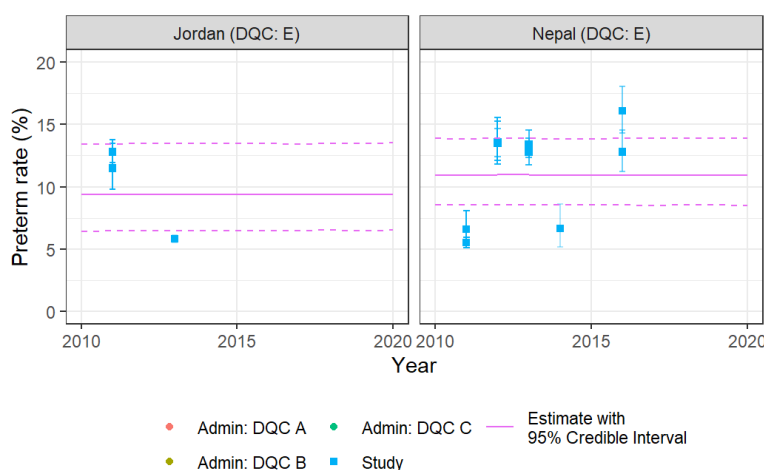 Jordan (DQC: E)
Nepal (DQC: E)
20
15
10
5
0
Preterm rate (%)
2010
2015
2020
2010
2015
2020
Year
Admin: DQC A
Admin: DQC C
Estimate with
95% Credible Interval
Admin: DQC B
Study